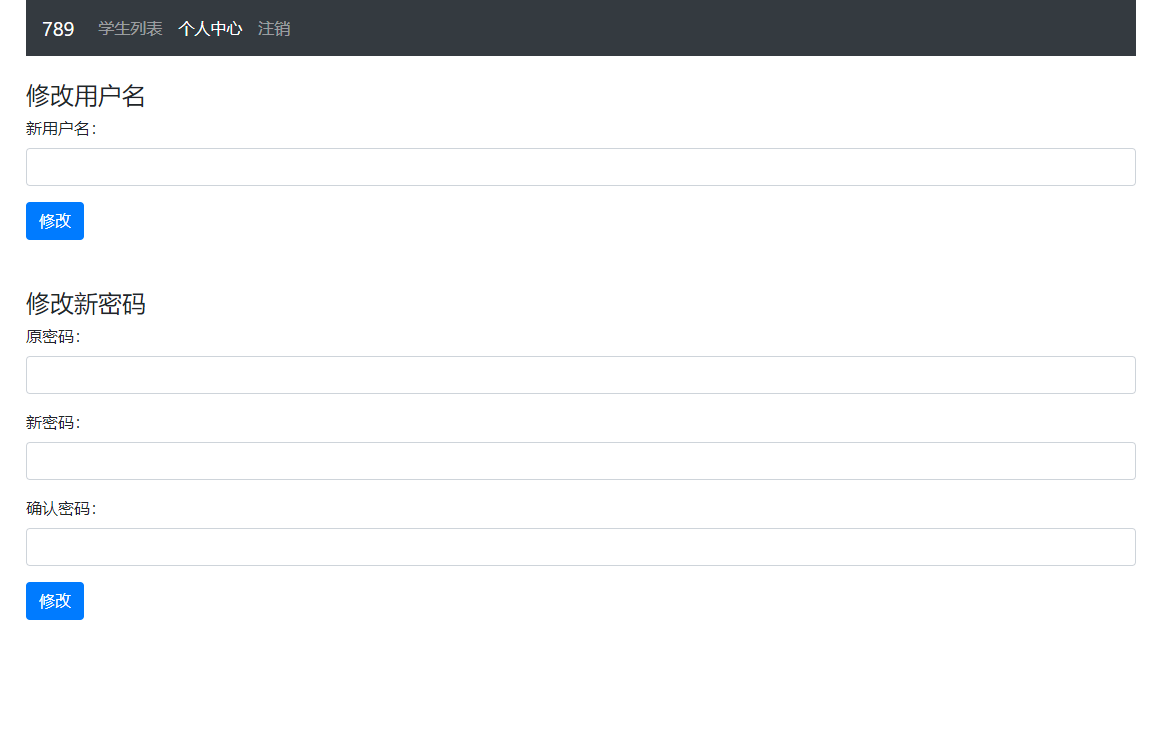 789 学生列表 个人中心 注销
修改用户名
新用户名：
修改
修改新密码
原密码：
新密码：
确认密码：
修改